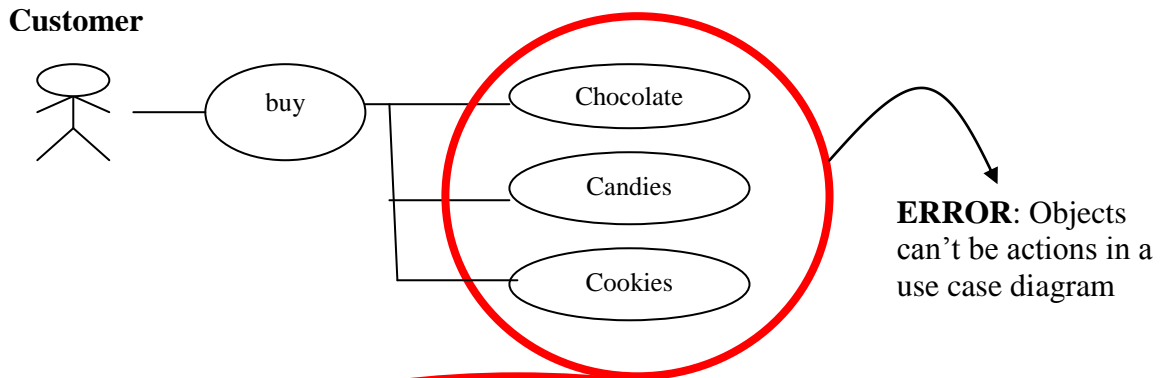 Customer
buy
Chocolate
Candies
Cookies
ERROR: Objects
can't be actions in a
use case diagram